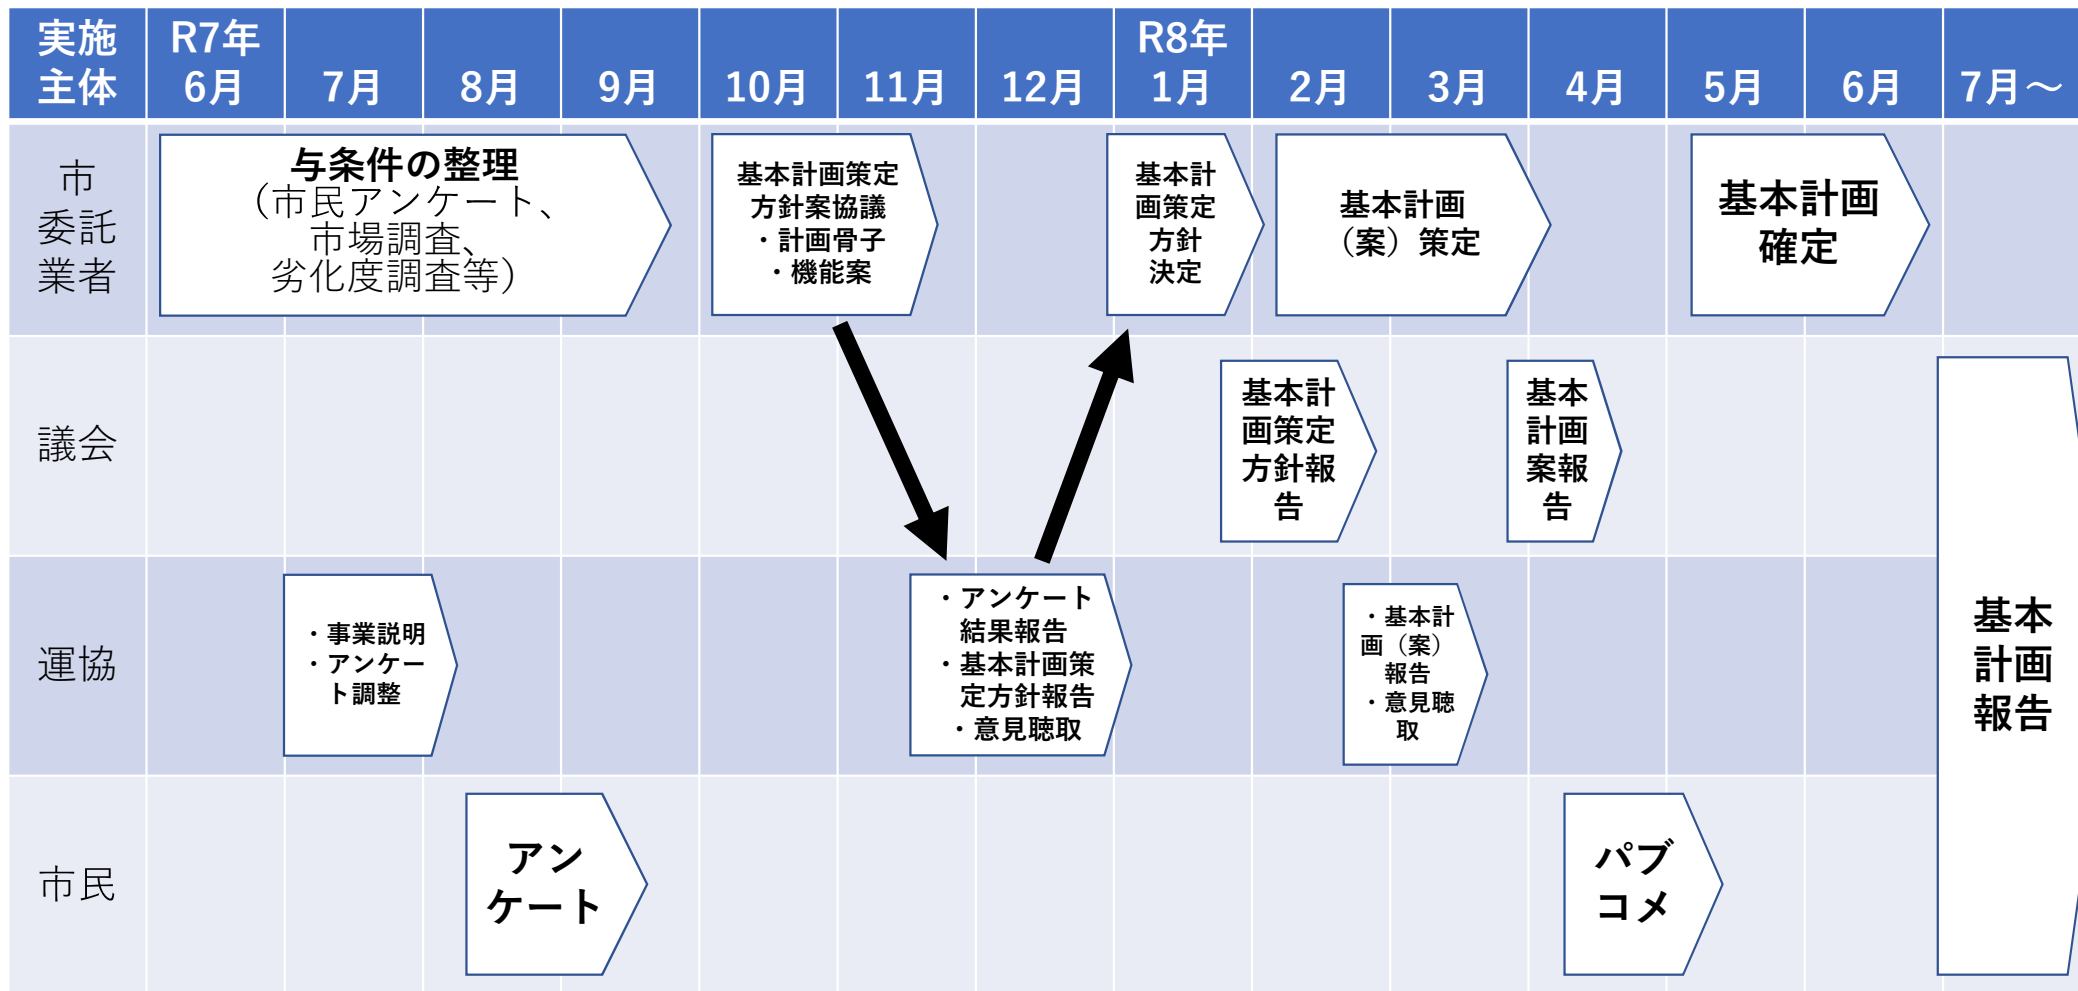 実施
主体
R7年
6月
7月
8月
9月
10月
11月
12月
R8年
1月
2月
3月
4月
5月
6月
7月～
市
委託
業者
与条件の整理
（市民アンケート、
市場調査、
劣化度調査等）
基本計画策定
方針案協議
・計画骨子
・機能案
基本計
画策定
方針
決定
基本計画
（案）策定
基本計画
確定
議会
基本計
画策定
方針報
告
基本
計画
案報
告
運協
・事業説明
・アンケー
ト調整
・アンケート
結果報告
・基本計画策
定方針報告
・意見聴取
・基本計
画（案）
報告
・意見聴
取
基本
計画
報告
市民
アン
ケート
パブ
コメ